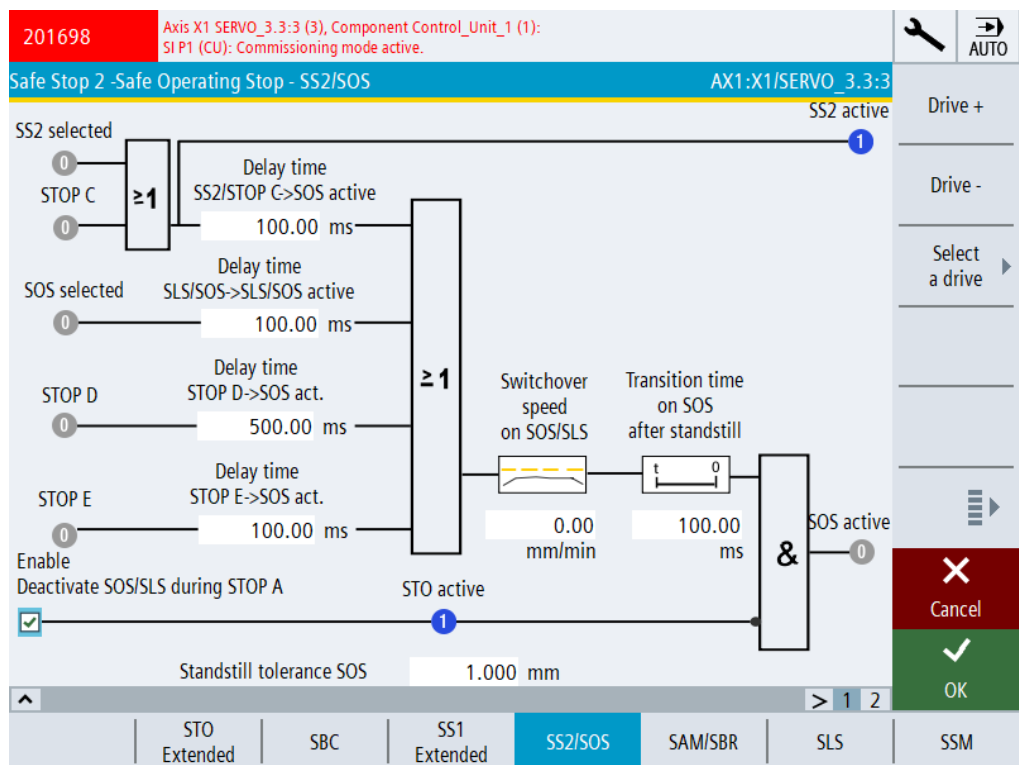 201698
Axis X1 SERVO_3.3:3 (3), Component Control_Unit_1 (1):
SI P1 (CU): Commissioning mode active.
AUTO
Safe Stop 2 -Safe Operating Stop - SS2/SOS
AX1:X1/SERVO_3.3:3
SS2 active
1
SS2 selected
0
STOP C
0
≥1
Delay time
SS2/STOP C->SOS active
100.00 ms
SOS selected
0
Delay time
SLS/SOS->SLS/SOS active
100.00 ms
STOP D
0
Delay time
STOP D->SOS act.
500.00 ms
≥1
STOP E
0
Delay time
STOP E->SOS act.
100.00 ms
Switchover
speed
on SOS/SLS
0.00
mm/min
Transition time
on SOS
after standstill
t 0
100.00
ms
&
SOS active
0
Enable
Deactivate SOS/SLS during STOP A
STO active
1
Standstill tolerance SOS
1.000 mm
> 1 2
Drive +
Drive -
Select
a drive
Cancel
OK
STO
Extended
SBC
SS1
Extended
SS2/SOS
SAM/SBR
SLS
SSM